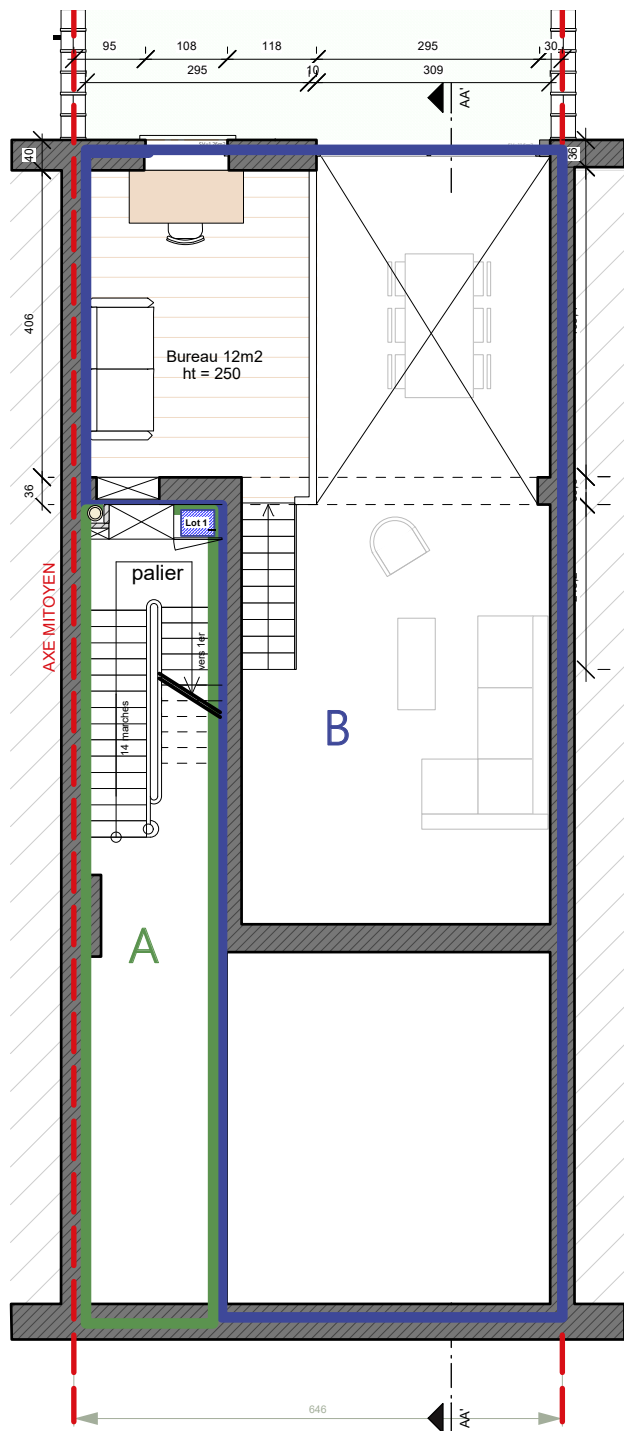 95
108
118
295
30
295
10
309
AA'
40
36
406
Bureau 12m2
ht = 250
36
Lot 1
palier
AXE MITOYEN
vers 1er
14 marches
B
A
646
AA'